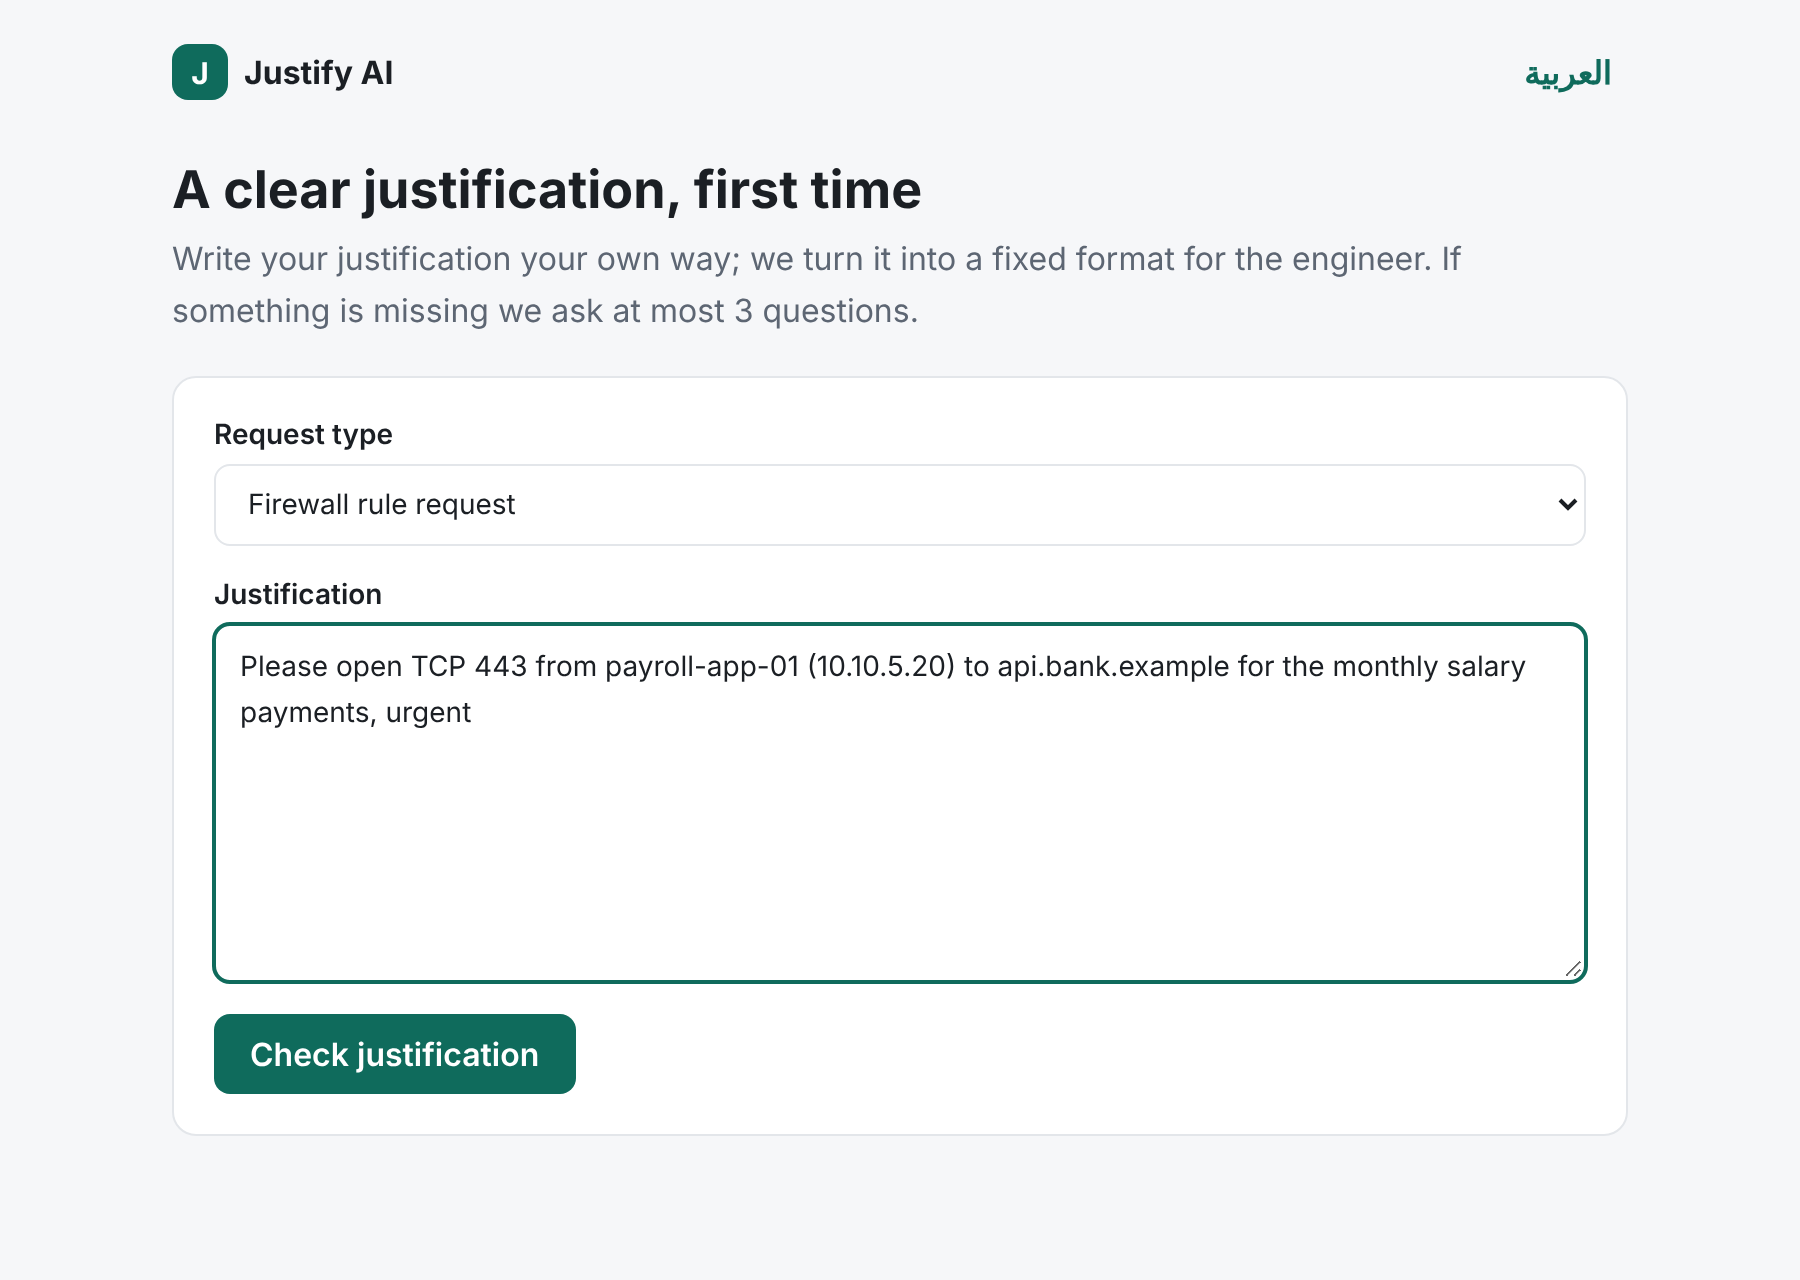 J
Justify AI
العربية
A clear justification, first time
Write your justification your own way; we turn it into a fixed format for the engineer. If
something is missing we ask at most 3 questions.
Request type
Firewall rule request
Justification
Please open TCP 443 from payroll-app-01 (10.10.5.20) to api.bank.example for the monthly salary
payments, urgent
Check justification